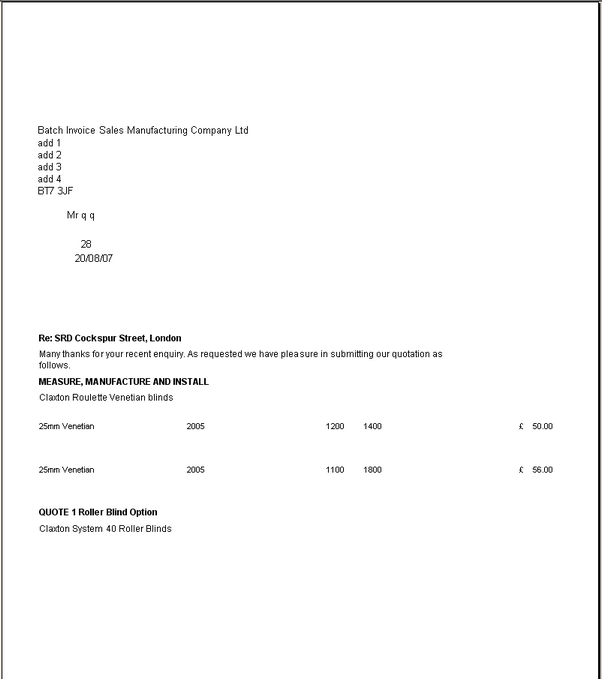 Batch Invoice Sales Manufacturing Company Ltd
add 1
add 2
add 3
add 4
BT7 3JF
Mr q q
28
20/08/07
Re: SRD Cockspur Street, London
Many thanks for your recent enquiry. As requested we have pleasure in submitting our quotation as
follows.
MEASURE, MANUFACTURE AND INSTALL
Claxton Roulette Venetian blinds
25mm Venetian 2005 1200 1400 £ 50.00
25mm Venetian 2005 1100 1800 £ 56.00
QUOTE 1 Roller Blind Option
Claxton System 40 Roller Blinds